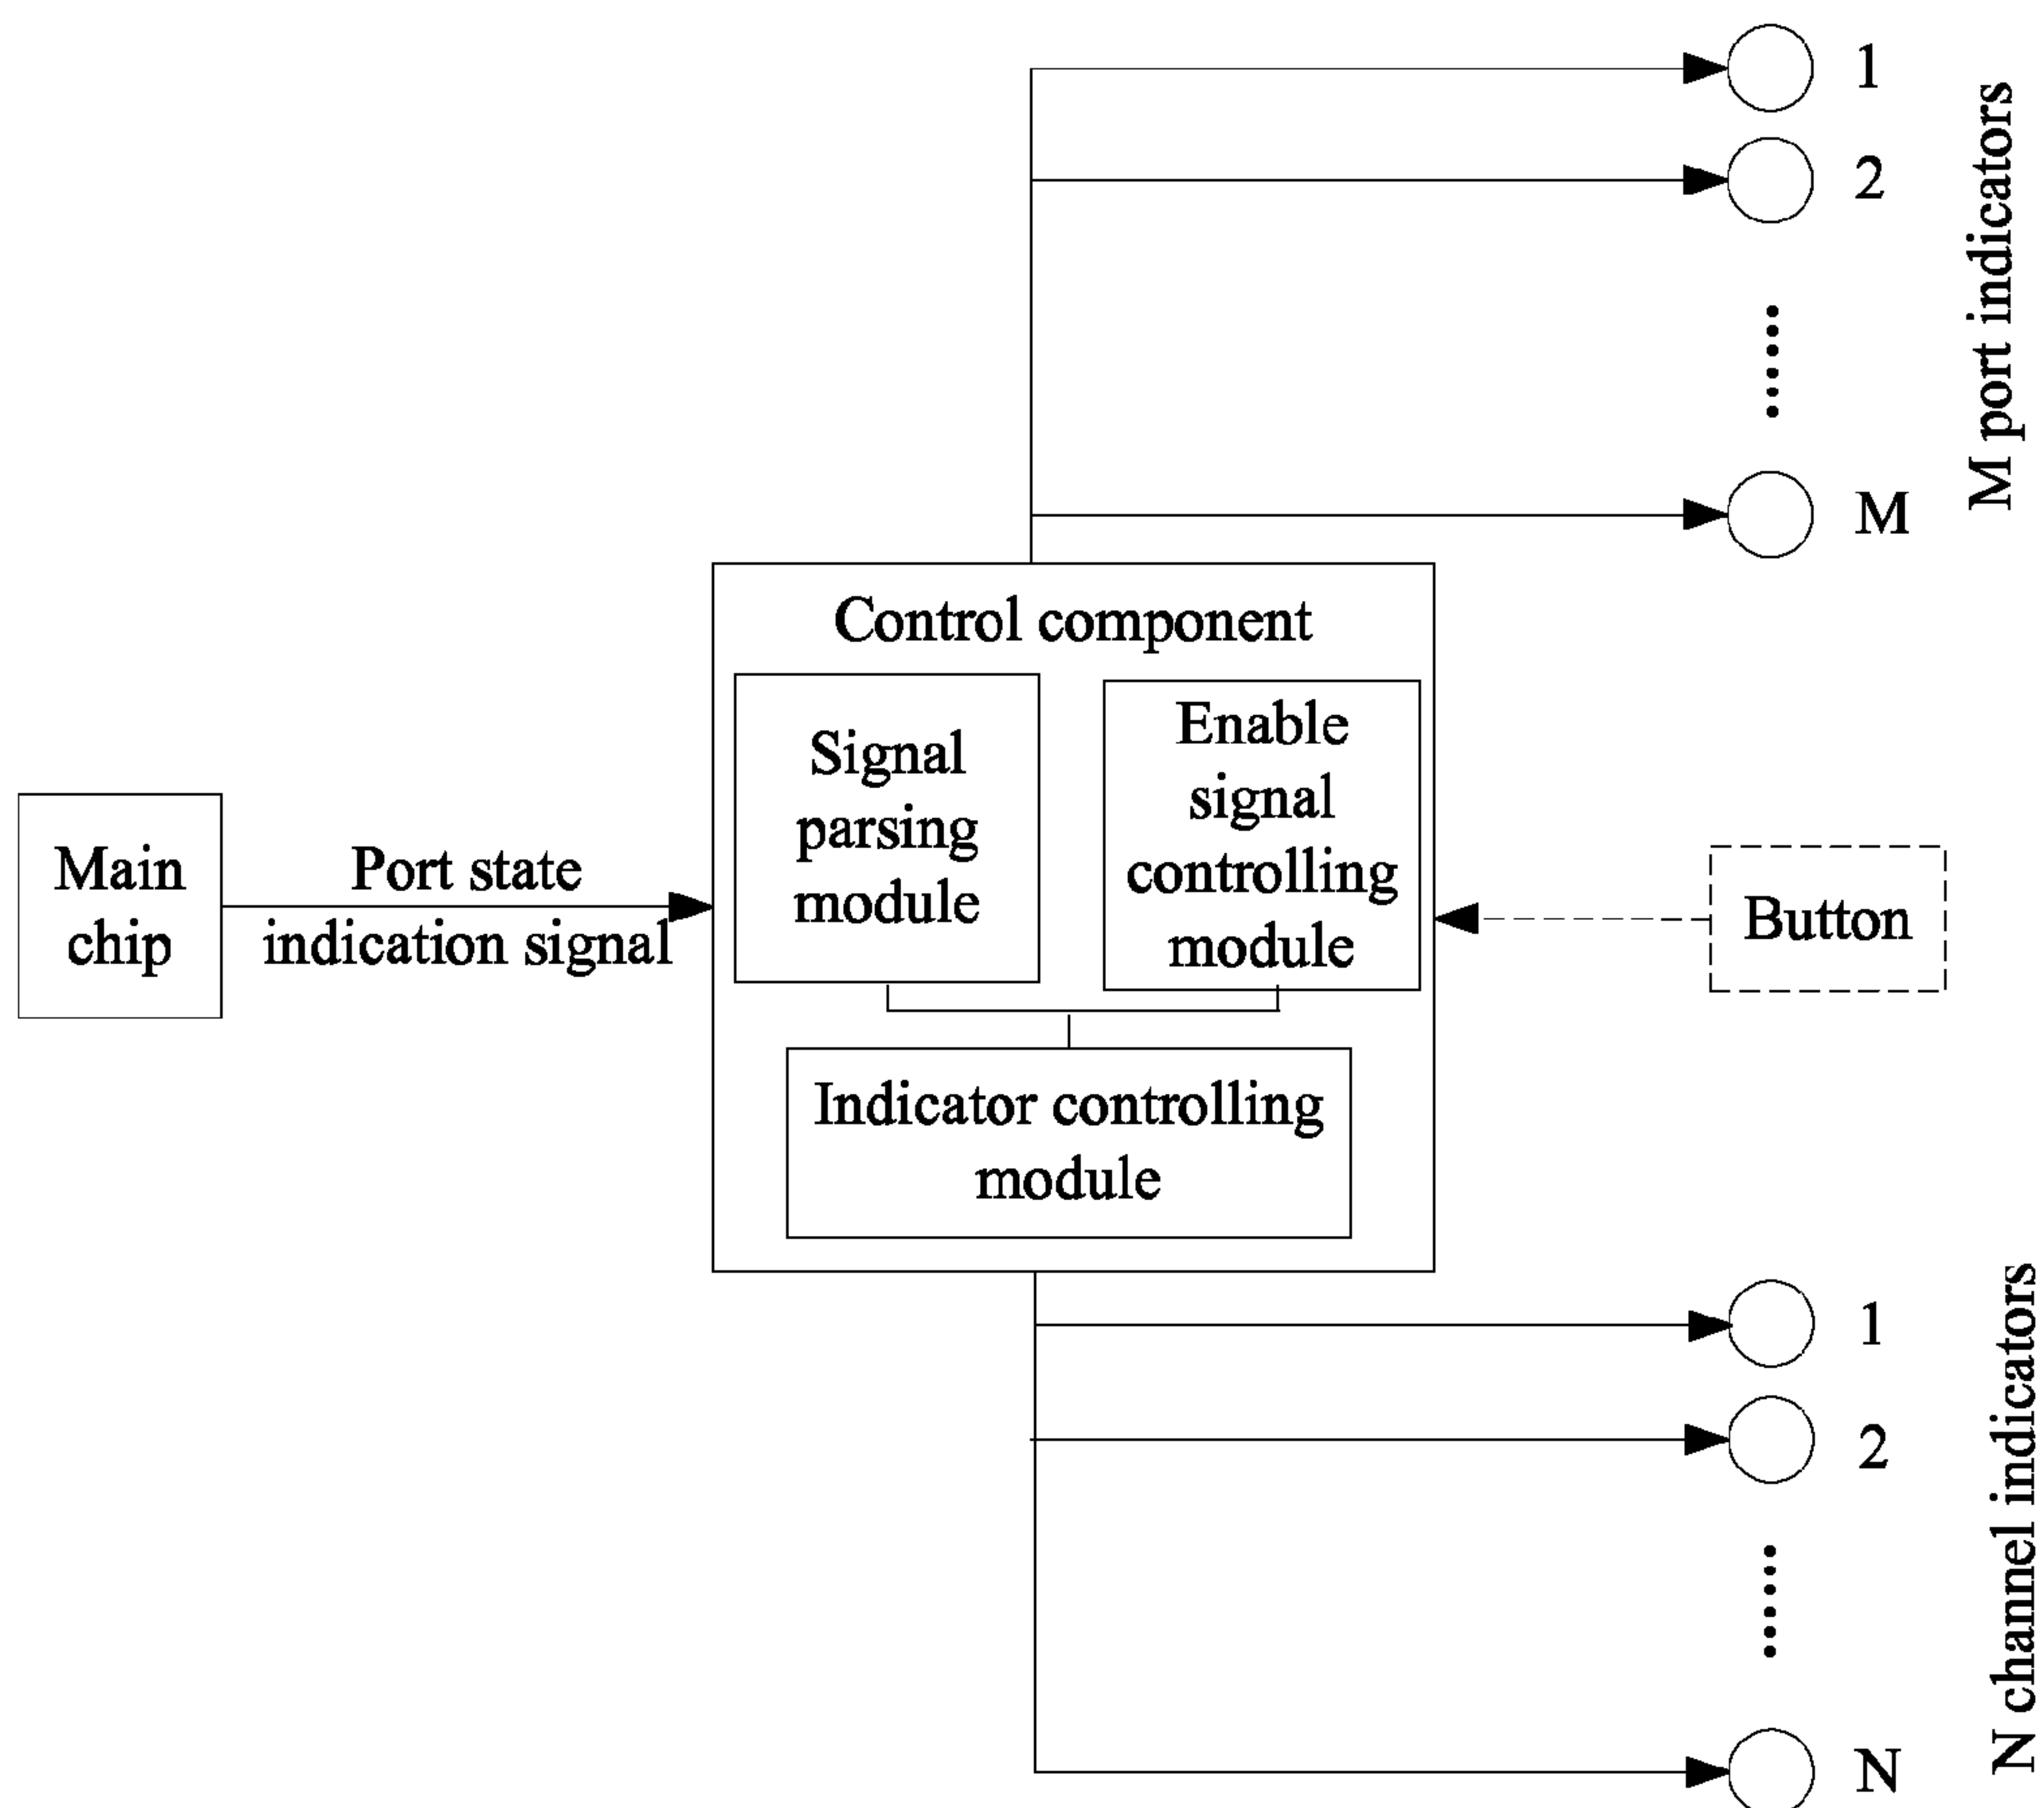 1
2
M
M port indicators
Control component
Signal
parsing
module
Enable
signal
controlling
module
Main
chip
Port state
indication signal
Button
Indicator controlling
module
1
2
N
N channel indicators